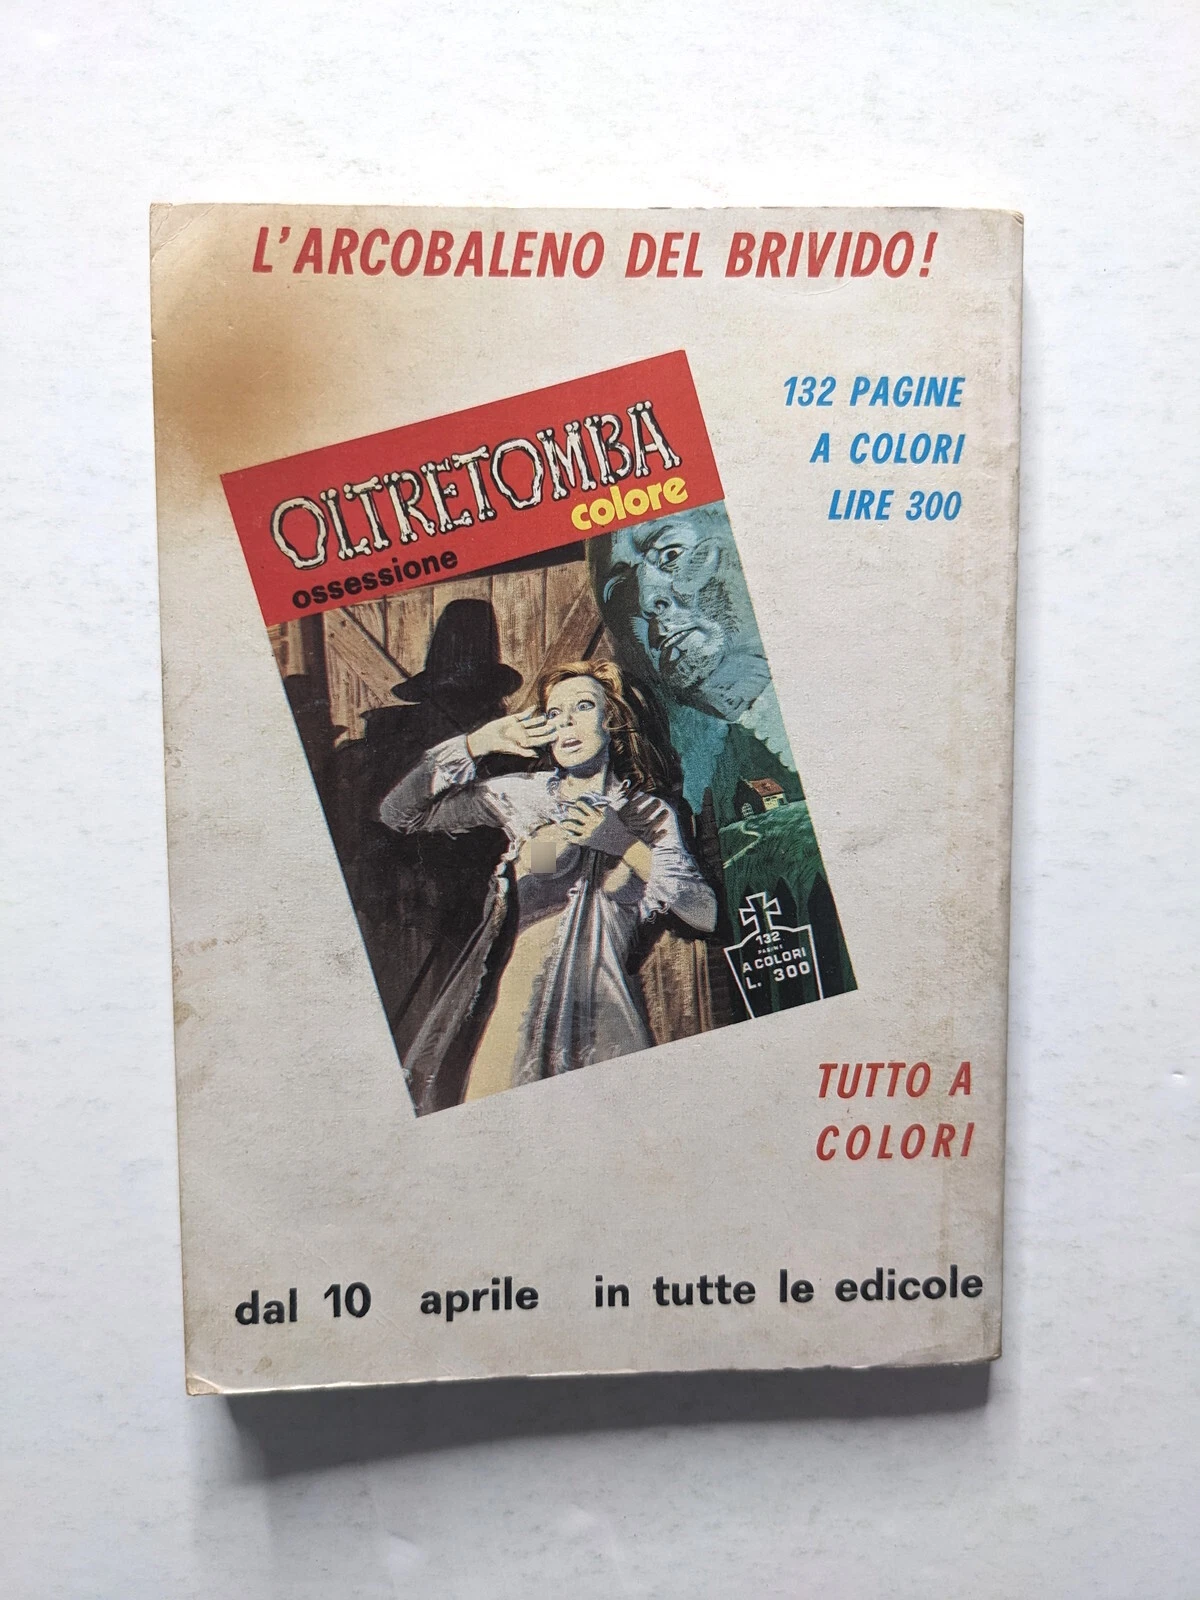 L'ARCOBALENO DEL BRIVIDO!
132 PAGINE
A COLORI
LIRE 300
OLTRETOMBA
colore
ossessione
132
PAGINE
A COLORI
L. 300
TUTTO A
COLORI
dal 10 aprile in tutte le edicole